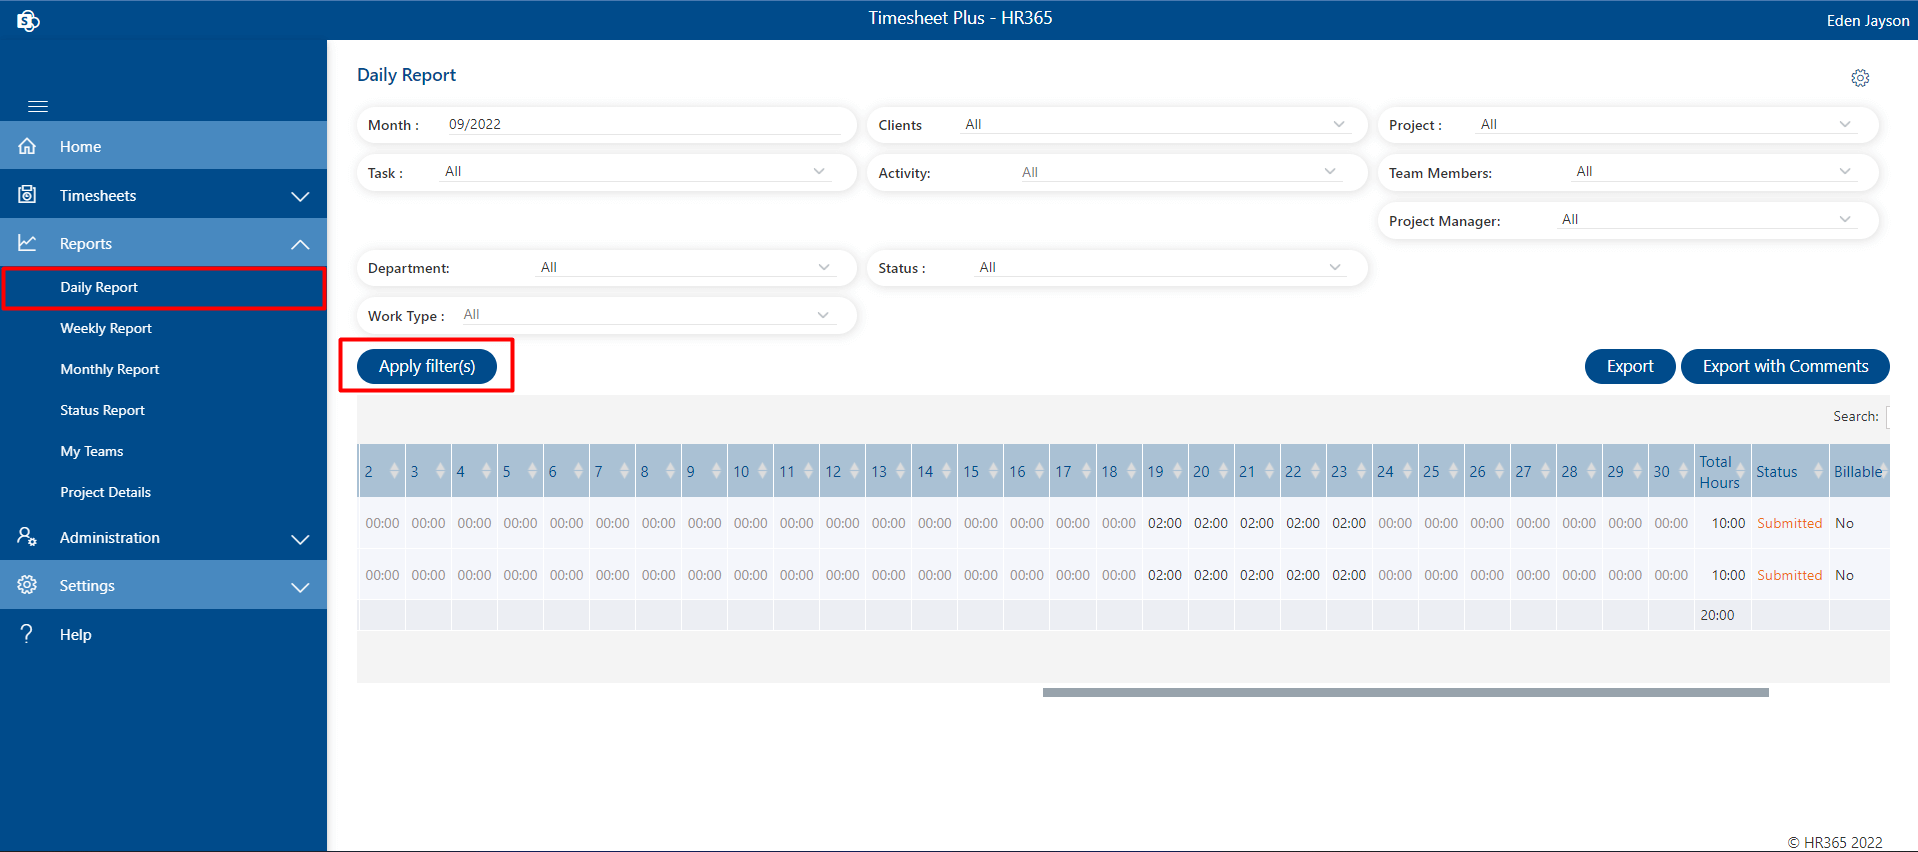 Timesheet Plus - HR365
Eden Jayson
Home
Timesheets
Reports
Daily Report
Weekly Report
Monthly Report
Status Report
My Teams
Project Details
Administration
Settings
Help
Daily Report
Month : 09/2022 Clients All Project : All
Task : All Activity: All Team Members: All
Project Manager: All
Department: All Status : All
Work Type : All
Apply filter(s) Export Export with Comments
Search:
2 3 4 5 6 7 8 9 10 11 12 13 14 15 16 17 18 19 20 21 22 23 24 25 26 27 28 29 30 Total Hours Status Billable
00:00 00:00 00:00 00:00 00:00 00:00 00:00 00:00 00:00 00:00 00:00 00:00 00:00 00:00 00:00 00:00 00:00 02:00 02:00 02:00 02:00 02:00 00:00 00:00 00:00 00:00 00:00 00:00 00:00 10:00 Submitted No
00:00 00:00 00:00 00:00 00:00 00:00 00:00 00:00 00:00 00:00 00:00 00:00 00:00 00:00 00:00 00:00 00:00 02:00 02:00 02:00 02:00 02:00 00:00 00:00 00:00 00:00 00:00 00:00 00:00 10:00 Submitted No
20:00
© HR365 2022